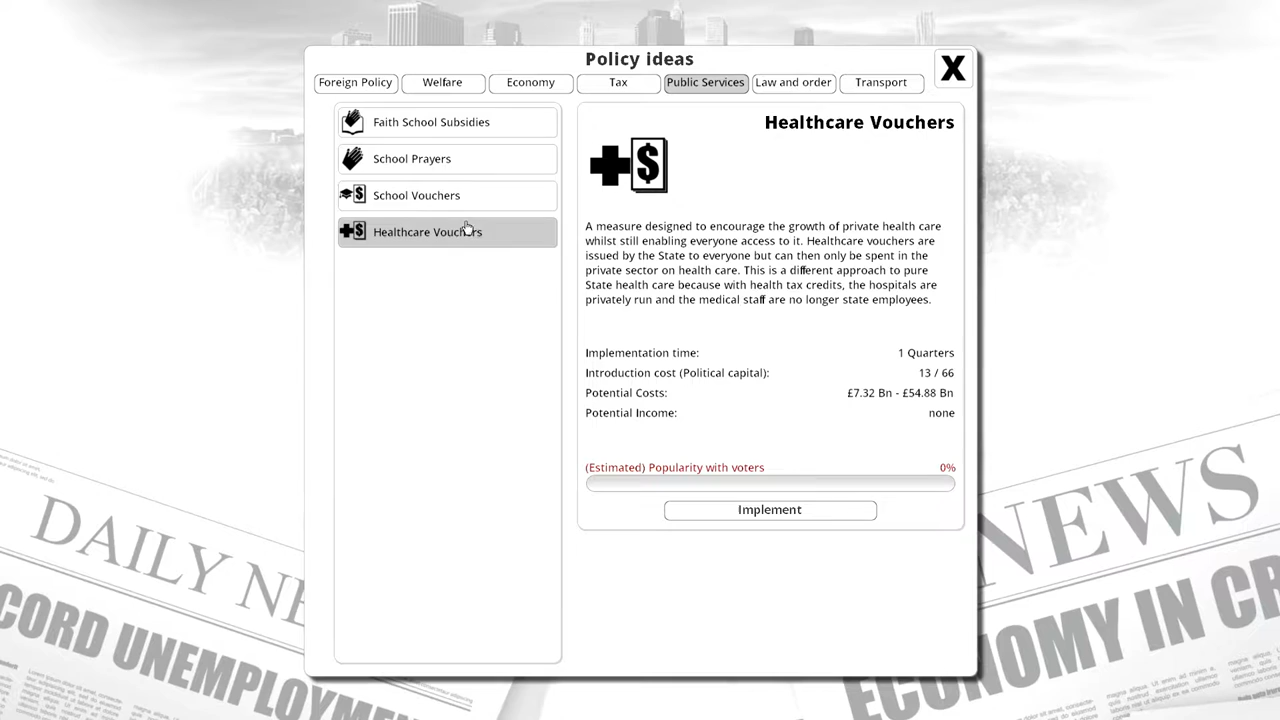 Policy ideas
X
Foreign Policy
Welfare
Economy
Tax
Public Services
Law and order
Transport
Faith School Subsidies
School Prayers
School Vouchers
Healthcare Vouchers
Healthcare Vouchers
$
A measure designed to encourage the growth of private health care
whilst still enabling everyone access to it. Healthcare vouchers are
issued by the State to everyone but can then only be spent in the
private sector on health care. This is a different approach to pure
State health care because with health tax credits, the hospitals are
privately run and the medical staff are no longer state employees.
Implementation time: 1 Quarters
Introduction cost (Political capital): 13 / 66
Potential Costs: £7.32 Bn - £54.88 Bn
Potential Income: none
(Estimated) Popularity with voters 0%
Implement
DAILY NE
CORD UNEMPLOYM
NEWS
ECONOMY IN CR